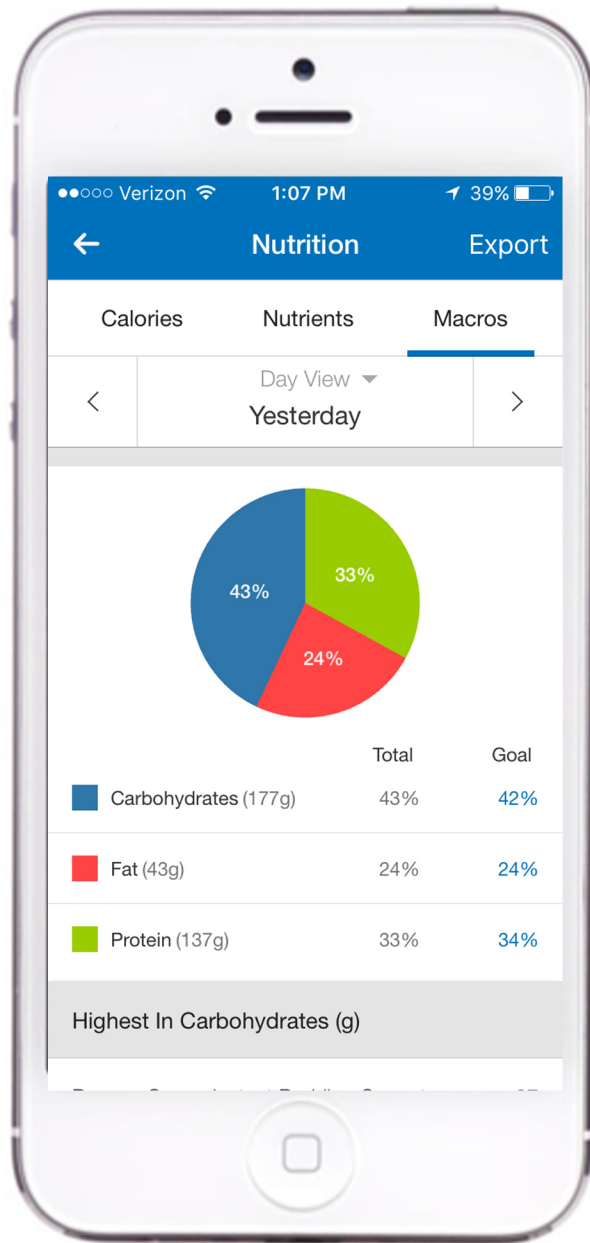 Verizon 1:07 PM 39%
Nutrition Export
Calories Nutrients Macros
Day View
Yesterday
33%
43%
24%
Total Goal
Carbohydrates (177g) 43% 42%
Fat (43g) 24% 24%
Protein (137g) 33% 34%
Highest In Carbohydrates (g)